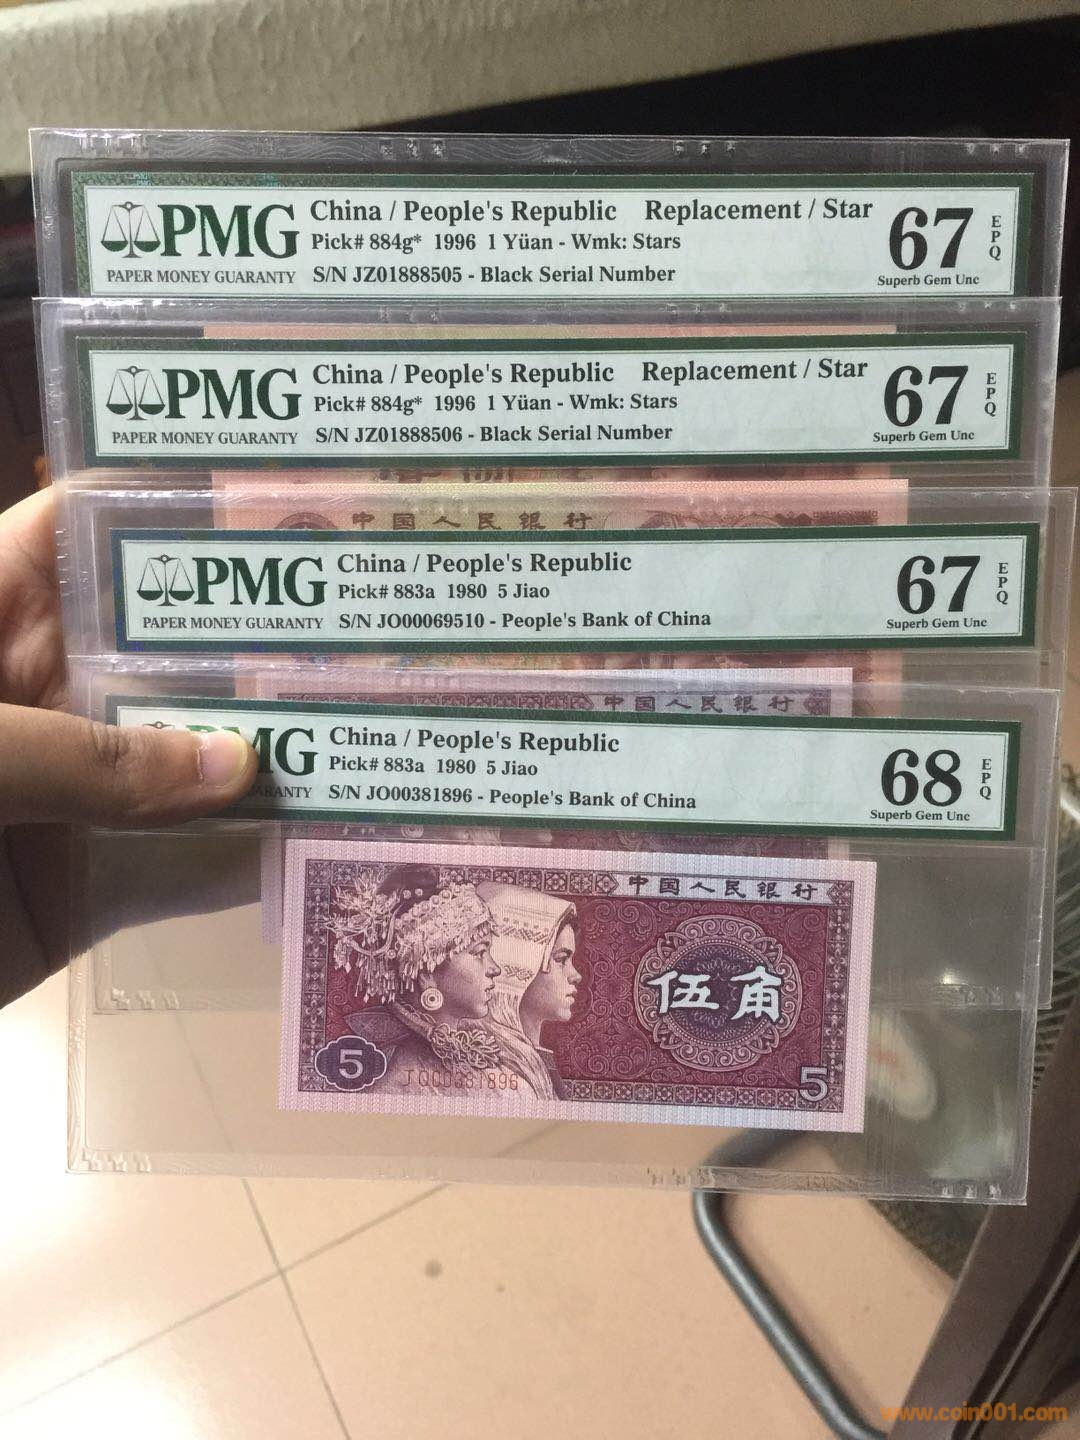 PMG
PAPER MONEY GUARANTY
China / People's Republic Replacement / Star
Pick# 884g* 1996 1 Yüan - Wmk: Stars
S/N JZ01888505 - Black Serial Number
67
EPQ
Superb Gem Unc
PMG
PAPER MONEY GUARANTY
China / People's Republic Replacement / Star
Pick# 884g* 1996 1 Yüan - Wmk: Stars
S/N JZ01888506 - Black Serial Number
67
EPQ
Superb Gem Unc
中国人民银行
PMG
PAPER MONEY GUARANTY
China / People's Republic
Pick# 883a 1980 5 Jiao
S/N JO00069510 - People's Bank of China
67
EPQ
Superb Gem Unc
中国人民银行
MG
China / People's Republic
Pick# 883a 1980 5 Jiao
S/N JO00381896 - People's Bank of China
68
EPQ
Superb Gem Unc
中国人民银行
伍角
5
JO00381896
5
www.coin001.com